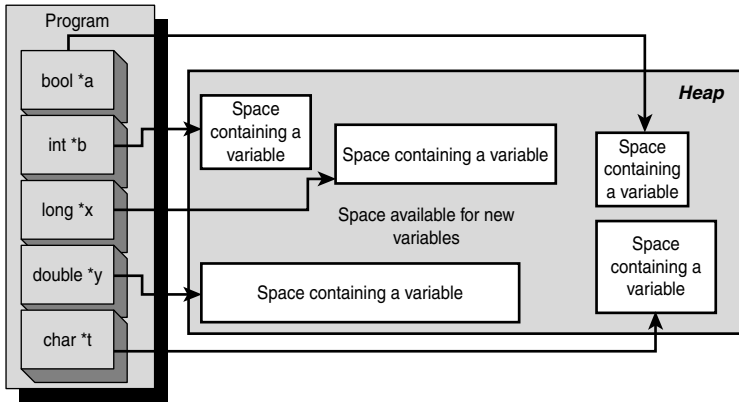 Program
bool *a
int *b
long *x
double *y
char *t
Heap
Space
containing a
variable
Space containing a variable
Space
containing
a variable
Space available for new
variables
Space
containing a
variable
Space containing a variable